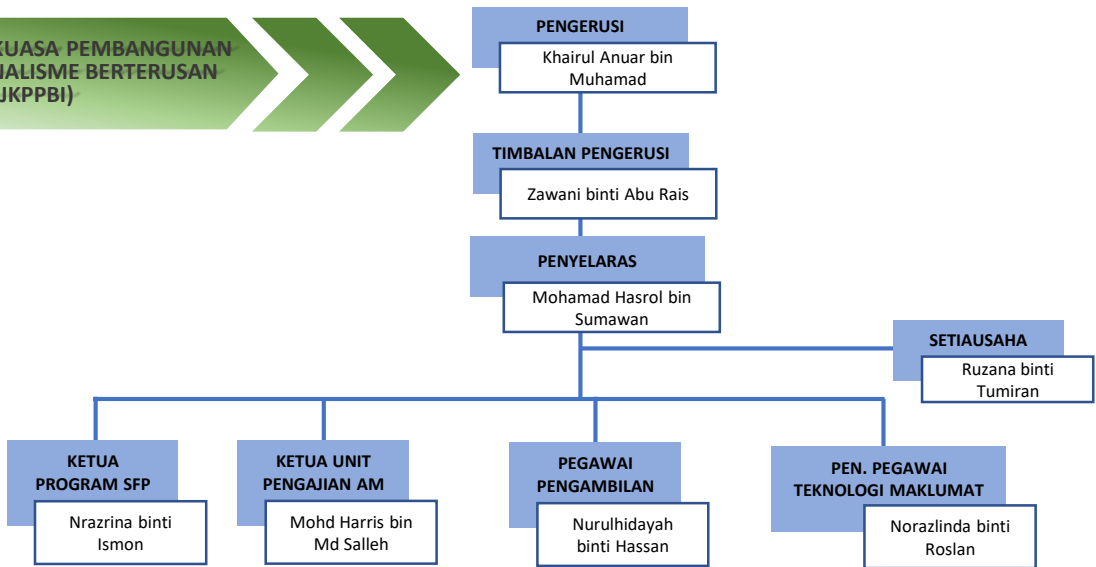 KUASA PEMBANGUNAN
NALISME BERTERUSAN
JKPPBI)
PENGERUSI
Khairul Anuar bin
Muhamad
TIMBALAN PENGERUSI
Zawani binti Abu Rais
PENYELARAS
Mohamad Hasrol bin
Sumawan
SETIAUSAHA
Ruzana binti
Tumiran
KETUA
PROGRAM SFP
Nrazrina binti
Ismon
KETUA UNIT
PENGAJIAN AM
Mohd Harris bin
Md Salleh
PEGAWAI
PENGAMBILAN
Nurulhidayah
binti Hassan
PEN. PEGAWAI
TEKNOLOGI MAKLUMAT
Norazlinda binti
Roslan